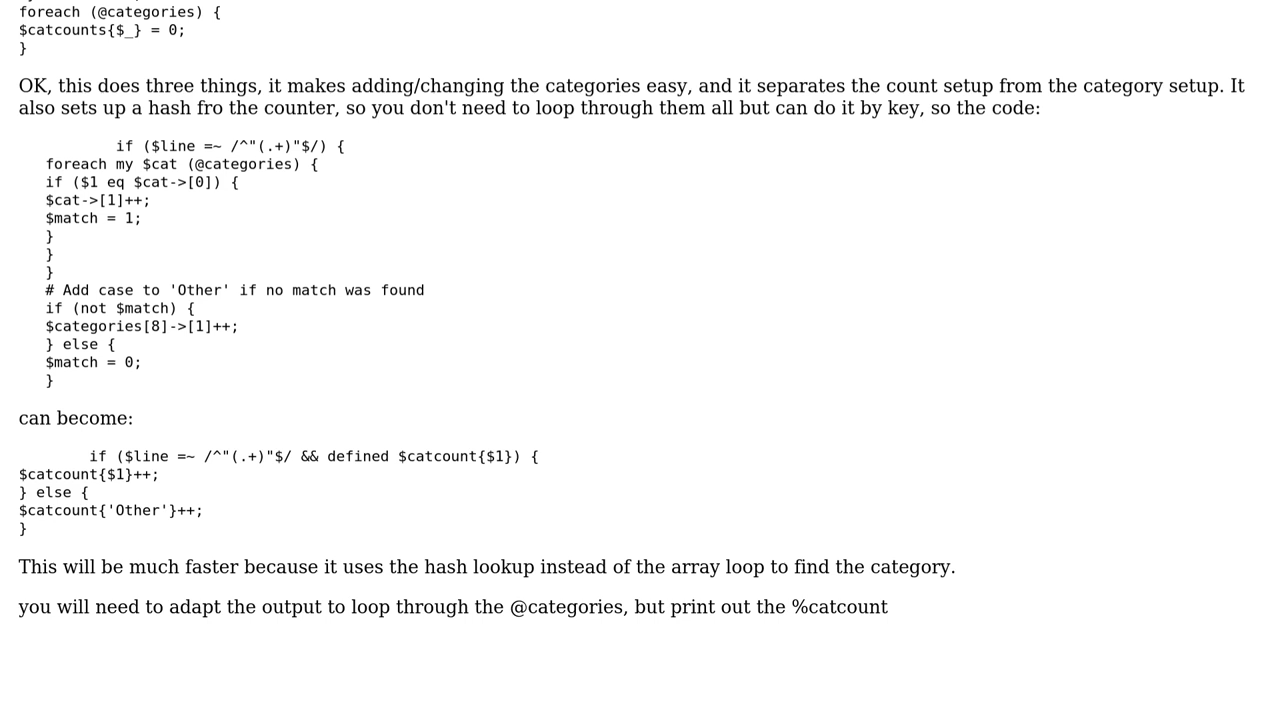 foreach (@categories) {
$catcounts{$_} = 0;
}
OK, this does three things, it makes adding/changing the categories easy, and it separates the count setup from the category setup. It
also sets up a hash fro the counter, so you don't need to loop through them all but can do it by key, so the code:
if ($line =~ /^"(.+)"$/) {
foreach my $cat (@categories) {
if ($1 eq $cat->[0]) {
$cat->[1]++;
$match = 1;
}
}
}
# Add case to 'Other' if no match was found
if (not $match) {
$categories[8]->[1]++;
} else {
$match = 0;
}
can become:
if ($line =~ /^"(.+)"$/ && defined $catcount{$1}) {
$catcount{$1}++;
} else {
$catcount{'Other'}++;
}
This will be much faster because it uses the hash lookup instead of the array loop to find the category.
you will need to adapt the output to loop through the @categories, but print out the %catcount